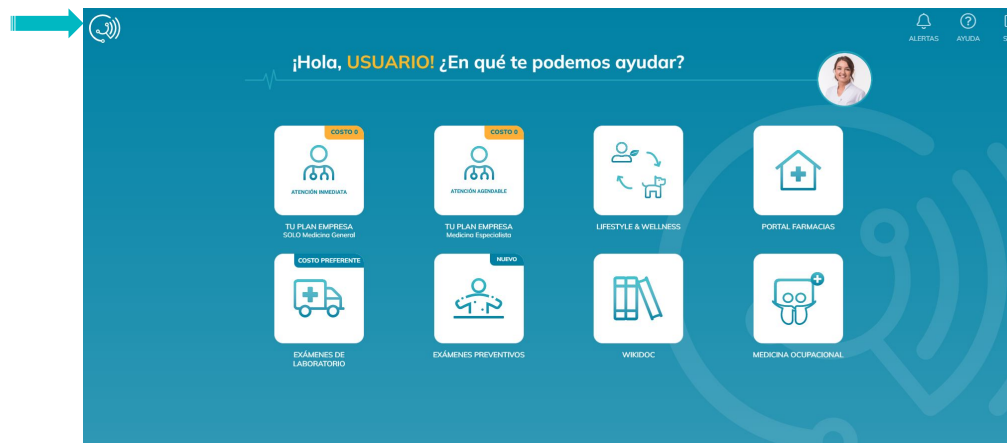 ALERTAS
AYUDA
¡Hola, USUARIO! ¿En qué te podemos ayudar?
COSTO 0
ATENCIÓN INMEDIATA
TU PLAN EMPRESA
SOLO Medicina General
COSTO 0
ATENCIÓN AGENDABLE
TU PLAN EMPRESA
Medicina Especialista
LIFESTYLE & WELLNESS
PORTAL FARMACIAS
COSTO PREFERENTE
EXÁMENES DE
LABORATORIO
NUEVO
EXÁMENES PREVENTIVOS
WIKIDOC
MEDICINA OCUPACIONAL